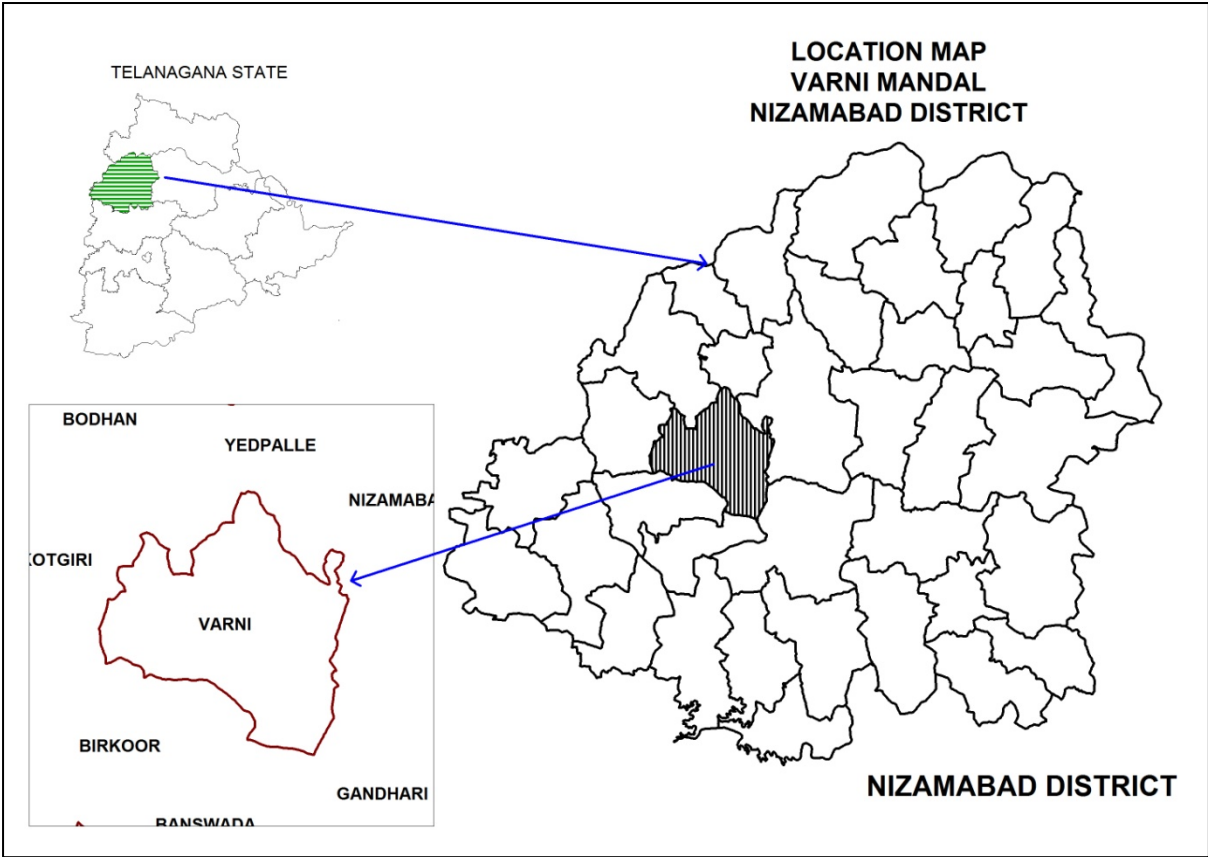 LOCATION MAP
VARNI MANDAL
NIZAMABAD DISTRICT
TELANAGANA STATE
BODHAN
YEDPALLE
NIZAMABA
KOTGIRI
VARNI
BIRKOOR
GANDHARI
BANSWADA
NIZAMABAD DISTRICT